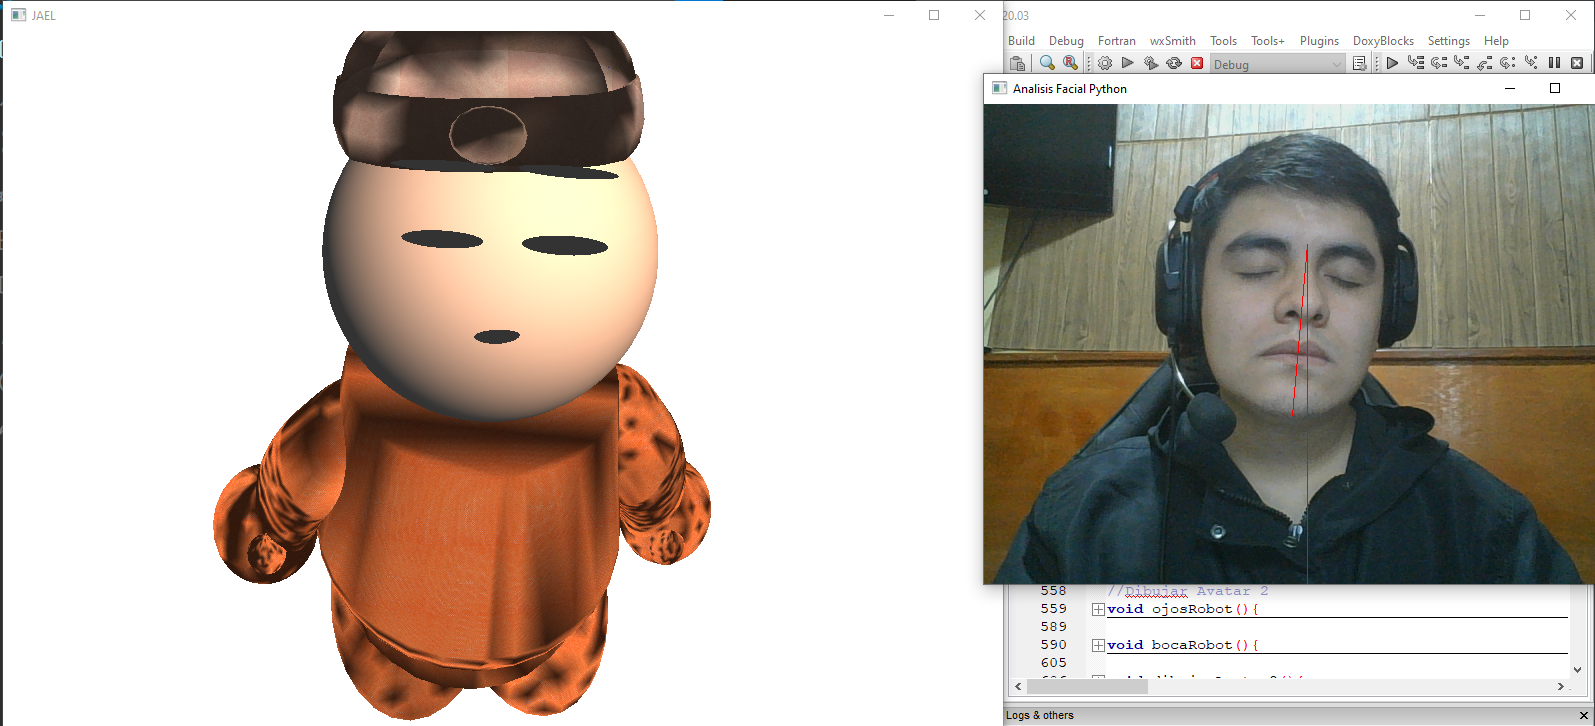 JAEL
20.03
Build Debug Fortran wxSmith Tools Tools+ Plugins DoxyBlocks Settings Help
Debug
Analisis Facial Python
558 //Dibujar Avatar 2
559 void ojosRobot(){
589
590 void bocaRobot(){
605
Logs & others